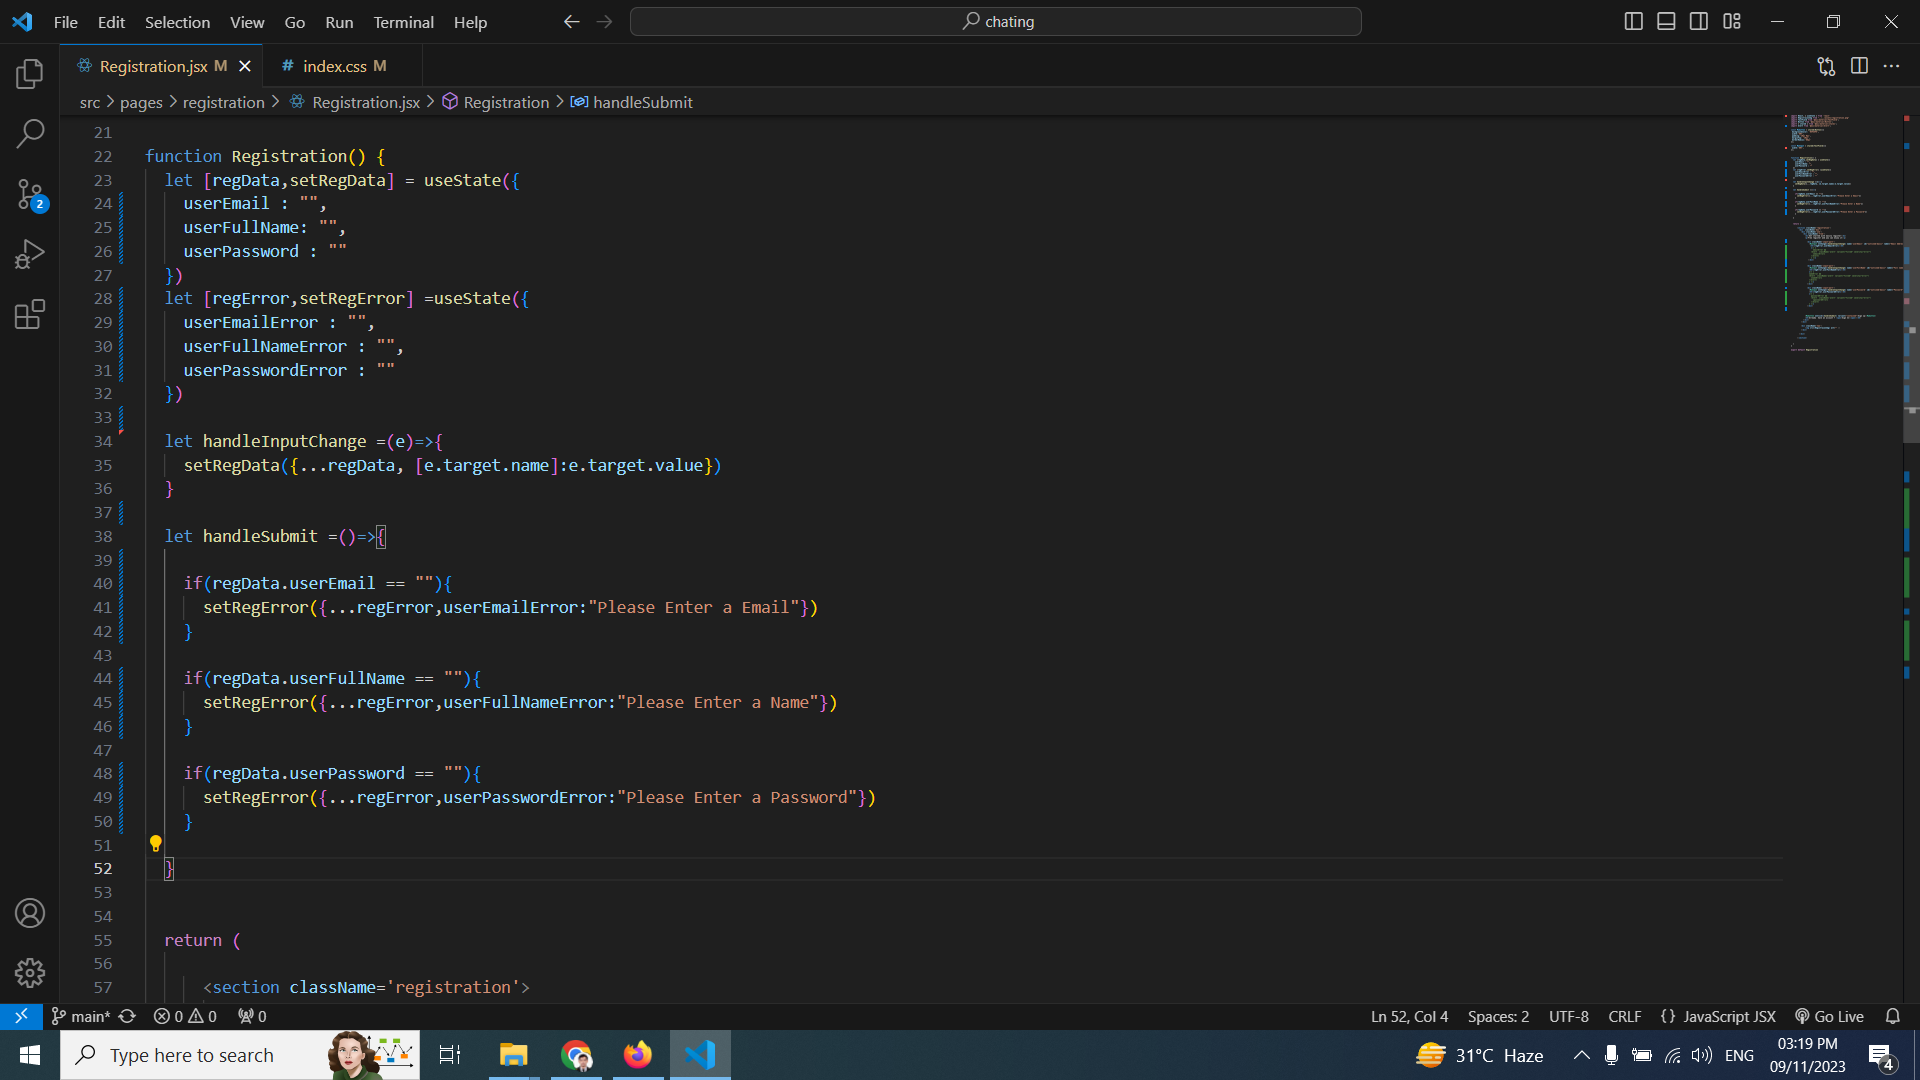 File Edit Selection View Go Run Terminal Help
chating
Registration.jsx M
index.css M
src > pages > registration > Registration.jsx > Registration > handleSubmit
21
22 function Registration() {
23 let [regData,setRegData] = useState({
24 userEmail : "",
25 userFullName: "",
26 userPassword : ""
27 })
28 let [regError,setRegError] =useState({
29 userEmailError : "",
30 userFullNameError : "",
31 userPasswordError : ""
32 })
33
34 let handleInputChange =(e)=>{
35 setRegData({...regData, [e.target.name]:e.target.value})
36 }
37
38 let handleSubmit =()=>{
39
40 if(regData.userEmail == ""){
41 setRegError({...regError,userEmailError:"Please Enter a Email"})
42 }
43
44 if(regData.userFullName == ""){
45 setRegError({...regError,userFullNameError:"Please Enter a Name"})
46 }
47
48 if(regData.userPassword == ""){
49 setRegError({...regError,userPasswordError:"Please Enter a Password"})
50 }
51
52 }
53
54
55 return (
56
57 <section className='registration'>
2
main* 0 0 0
Ln 52, Col 4 Spaces: 2 UTF-8 CRLF {} JavaScript JSX Go Live
Type here to search
31°C Haze
ENG
03:19 PM
09/11/2023
4